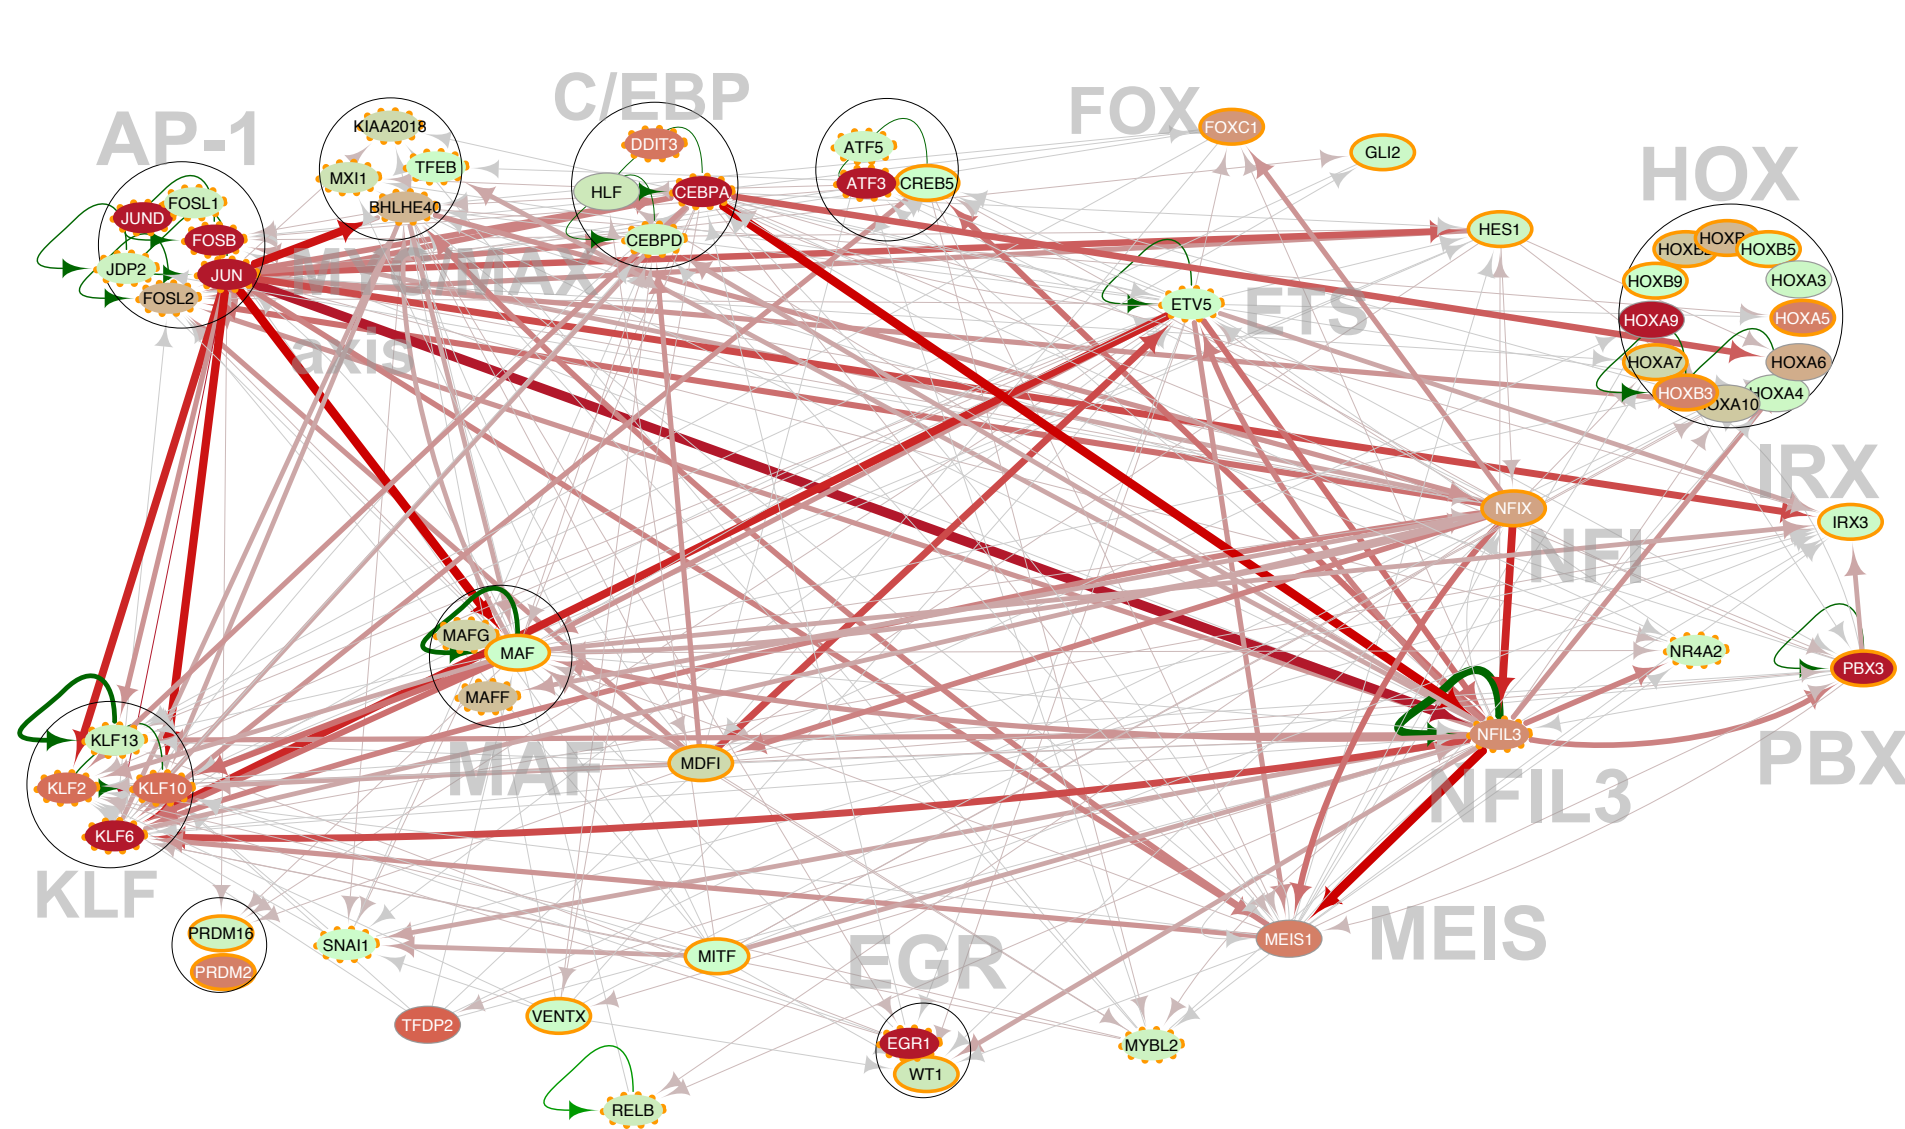 C/EBP
FOX
AP-1
HOX
KIAA2018
MXI1
TFEB
BHLHE40
DDIT3
HLF
CEBPA
CEBPD
ATF5
ATF3
CREB5
FOXC1
GLI2
FOSL1
JUND
FOSB
JDP2
JUN
FOSL2
MYC/MAX
axis
ETV5
ETS
HES1
HOXB5
HOXB9
HOXA3
HOXA9
HOXA5
HOXA7
HOXA6
HOXB3
HOXA10
HOXA4
IRX
IRX3
NFIX
NFI
MAFG
MAF
MAFF
MAF
NR4A2
PBX3
PBX
NFIL3
NFIL3
MDFI
KLF13
KLF2
KLF10
KLF6
KLF
PRDM16
PRDM2
SNAI1
MITF
EGR
MEIS1
MEIS
TFDP2
VENTX
EGR1
WT1
MYBL2
RELB